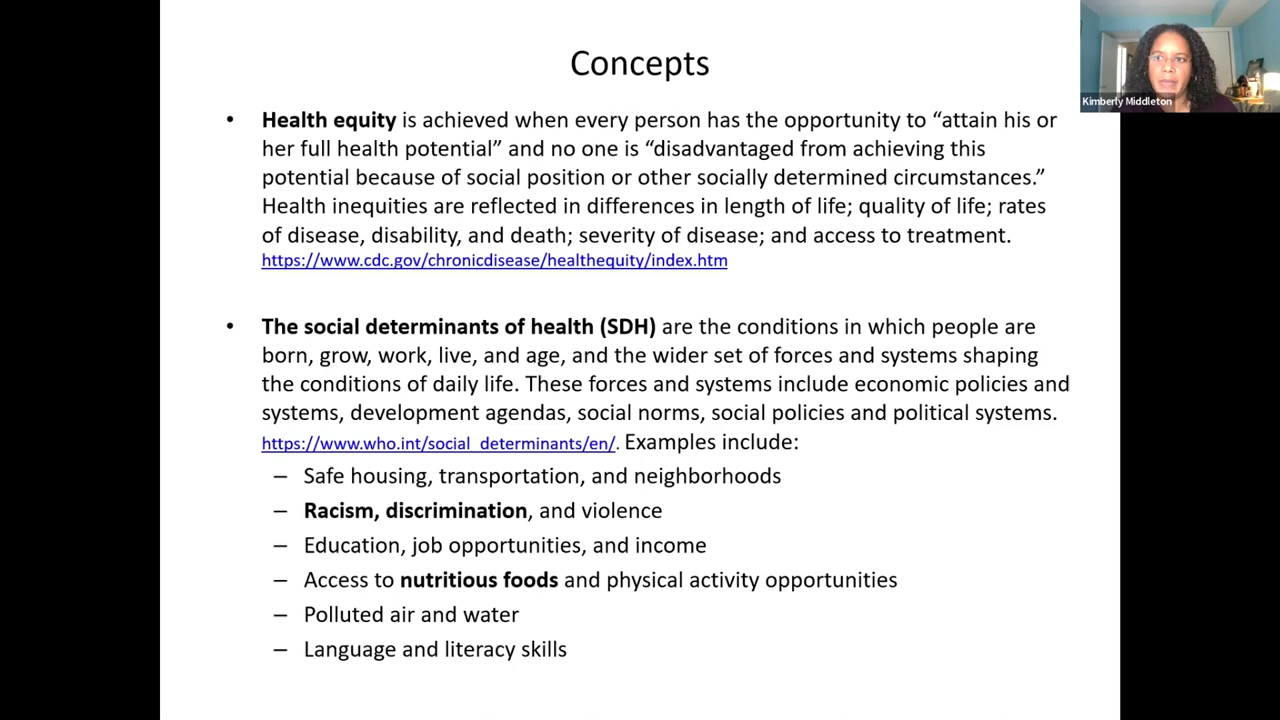 Concepts
Kimberly Middleton
• Health equity is achieved when every person has the opportunity to “attain his or
her full health potential” and no one is “disadvantaged from achieving this
potential because of social position or other socially determined circumstances.”
Health inequities are reflected in differences in length of life; quality of life; rates
of disease, disability, and death; severity of disease; and access to treatment.
https://www.cdc.gov/chronicdisease/healthequity/index.htm
• The social determinants of health (SDH) are the conditions in which people are
born, grow, work, live, and age, and the wider set of forces and systems shaping
the conditions of daily life. These forces and systems include economic policies and
systems, development agendas, social norms, social policies and political systems.
https://www.who.int/social_determinants/en/. Examples include:
– Safe housing, transportation, and neighborhoods
– Racism, discrimination, and violence
– Education, job opportunities, and income
– Access to nutritious foods and physical activity opportunities
– Polluted air and water
– Language and literacy skills